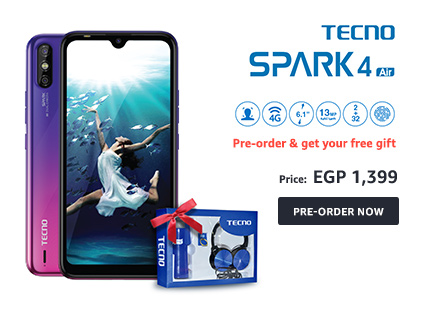 TECNO
SPARK 4 Air
4G
6.1"
13MP
2
32
Pre-order & get your free gift
Price: EGP 1,399
PRE-ORDER NOW
TECNO
TECNO
TECNO